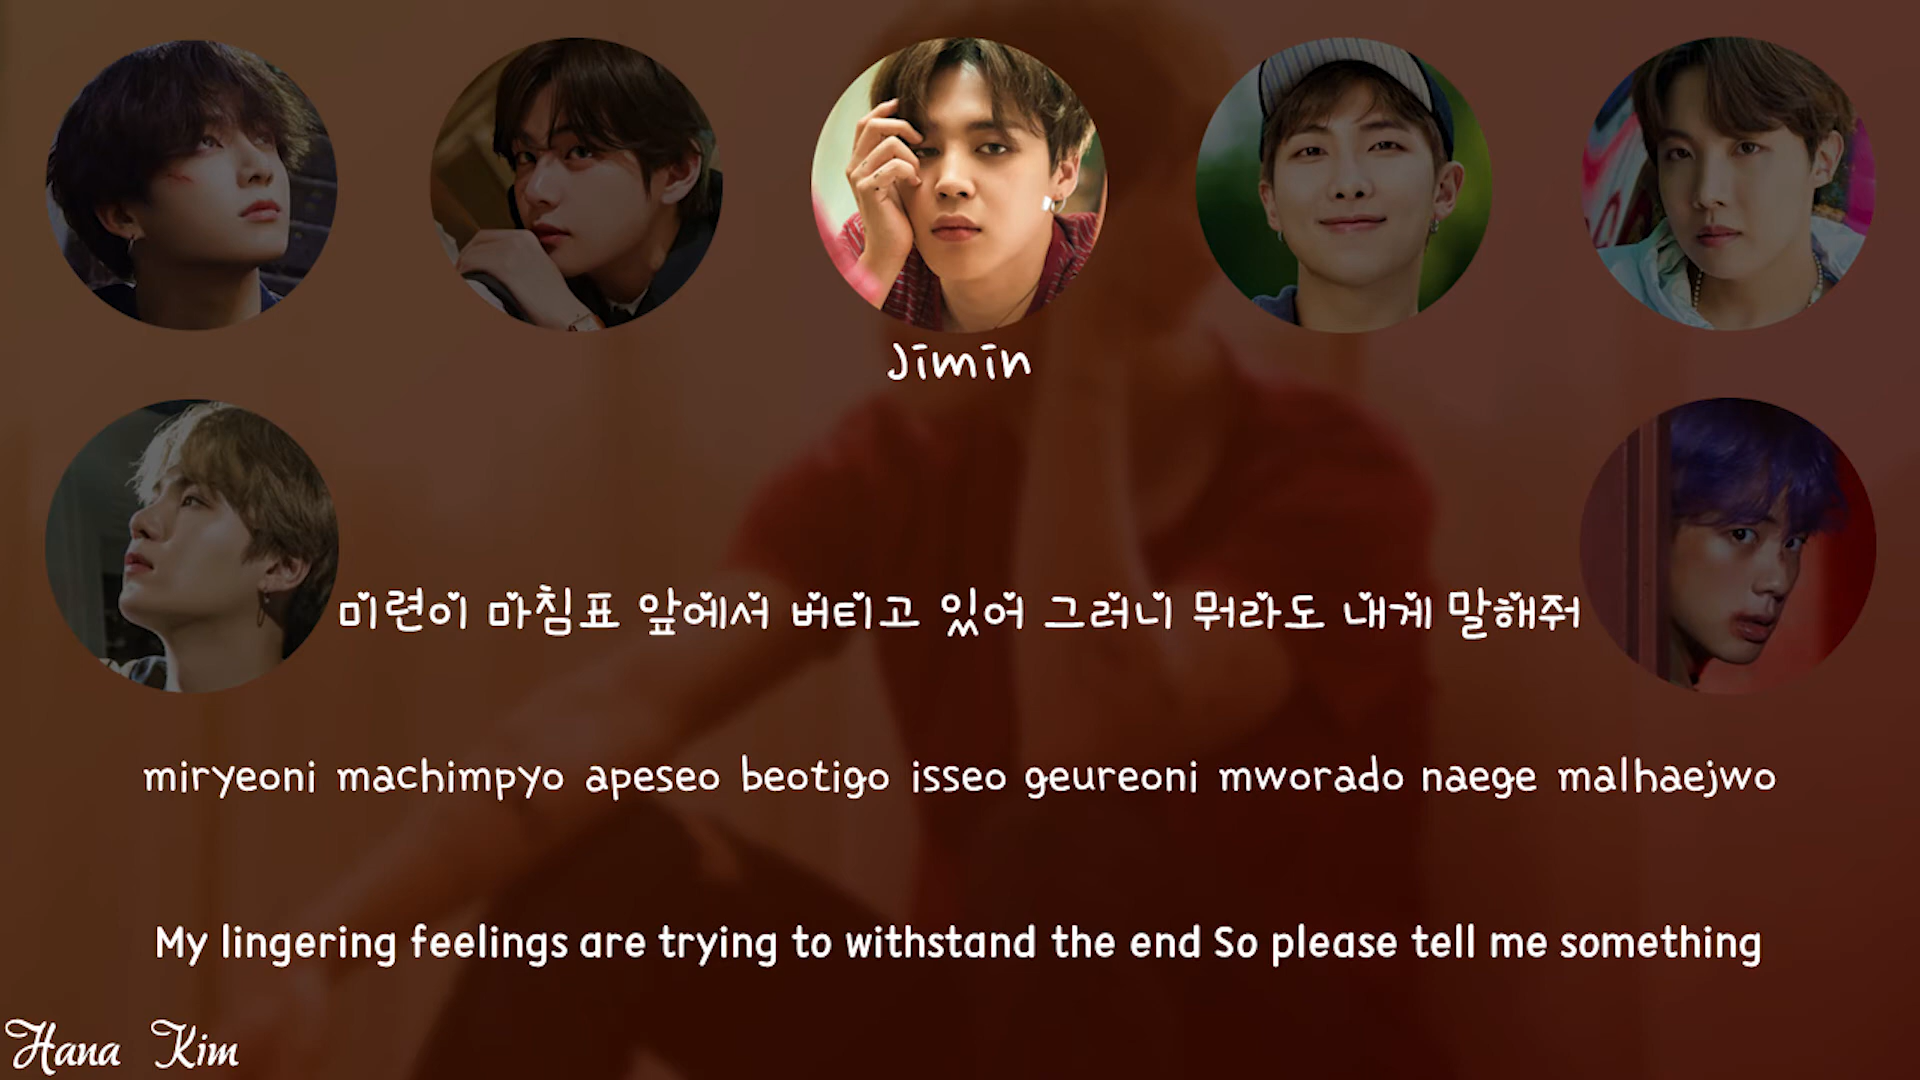 Jimin
미련이 마침표 앞에서 버티고 있어 그러니 뭐라도 내게 말해줘
miryeoni machimpyo apeseo beotigo isseo geureoni mworado naege malhaejwo
My lingering feelings are trying to withstand the end So please tell me something
Hana Kim